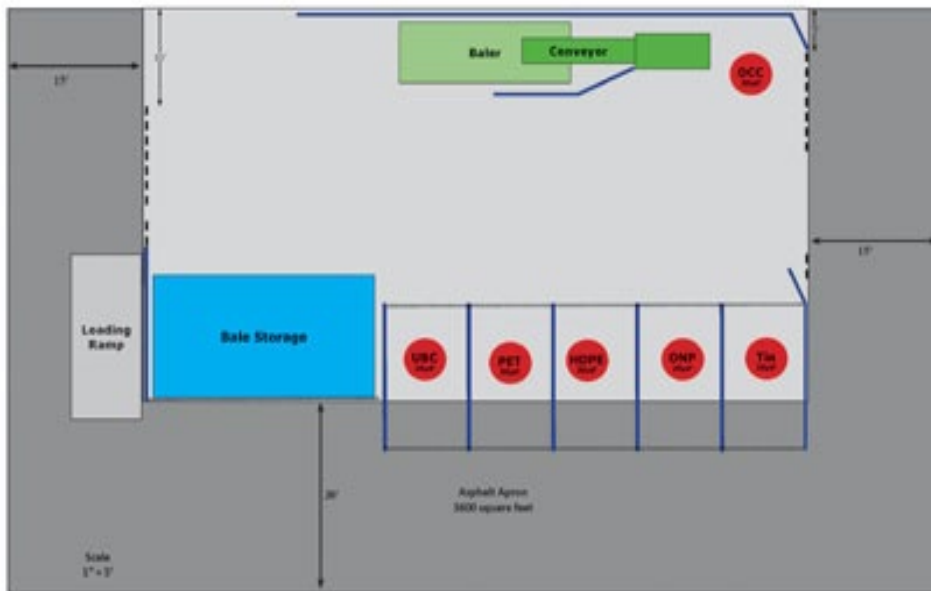 Baler
Conveyor
OCC
15'
15'
Loading
Ramp
Bale Storage
UBC
PET
HDPE
ONP
Tin
20'
Asphalt Apron
3600 square feet
Scale
1" = 5'